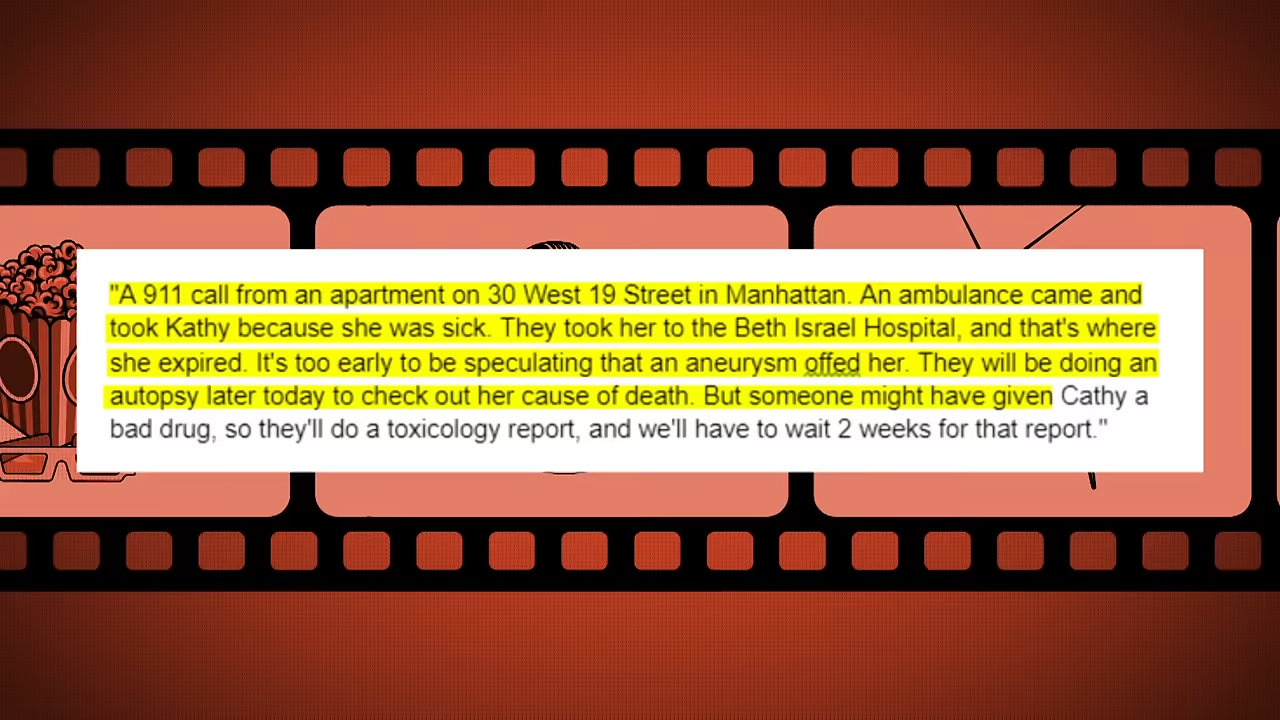 "A 911 call from an apartment on 30 West 19 Street in Manhattan. An ambulance came and
took Kathy because she was sick. They took her to the Beth Israel Hospital, and that's where
she expired. It's too early to be speculating that an aneurysm offed her. They will be doing an
autopsy later today to check out her cause of death. But someone might have given Cathy a
bad drug, so they'll do a toxicology report, and we'll have to wait 2 weeks for that report."